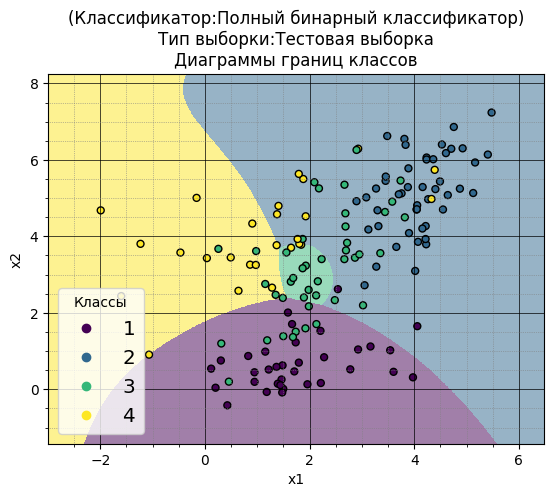 (Классификатор:Полный бинарный классификатор)
Тип выборки:Тестовая выборка
Диаграммы границ классов
8
6
4
2
0
x2
Классы
1
2
3
4
−2
0
2
4
6
x1